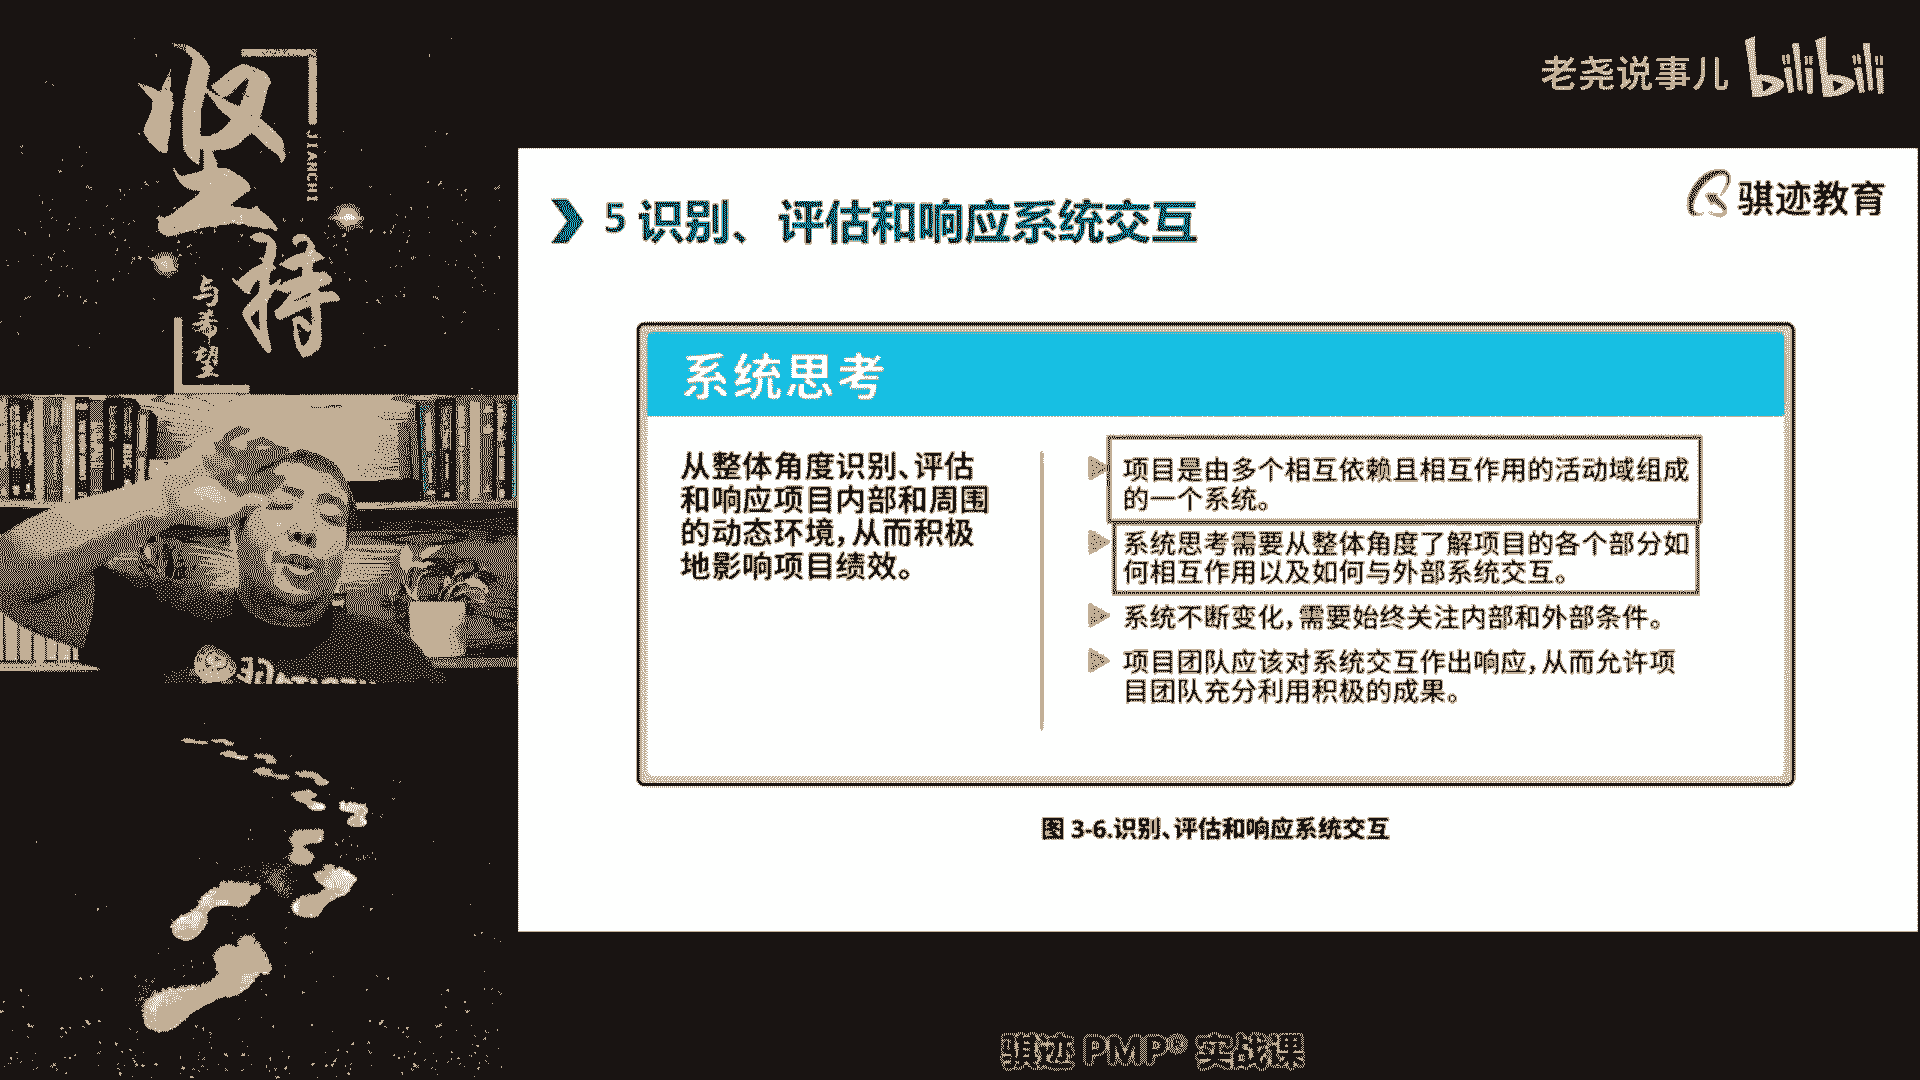 坚持
JIANCHI
与希望
老尧说事儿 bilibili
骐迹教育
5 识别、评估和响应系统交互
系统思考
从整体角度识别、评估
和响应项目内部和周围
的动态环境，从而积极
地影响项目绩效。
项目是由多个相互依赖且相互作用的活动域组成
的一个系统。
系统思考需要从整体角度了解项目的各个部分如
何相互作用以及如何与外部系统交互。
系统不断变化，需要始终关注内部和外部条件。
项目团队应该对系统交互作出响应，从而允许项
目团队充分利用积极的成果。
图 3-6.识别、评估和响应系统交互
骐迹 PMP® 实战课